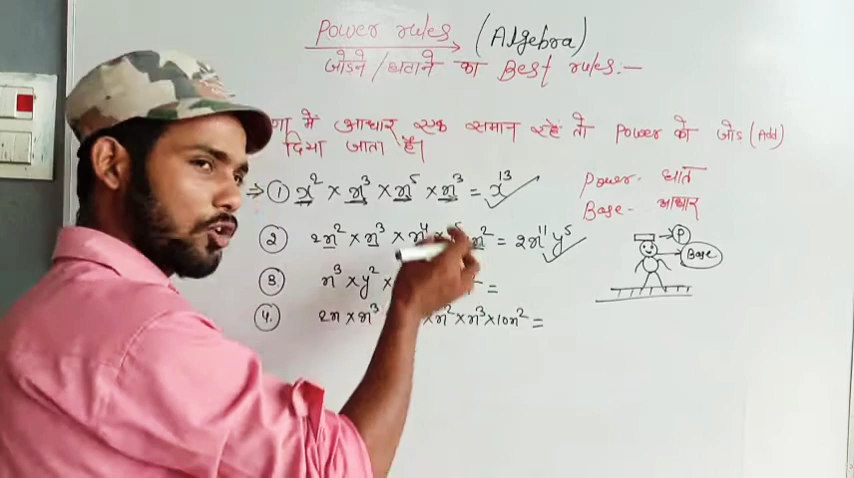 Power rules (Algebra)
जोडने / घटाने का Best rules:-
में आधार एक समान रहें तो Power को जोड (Add)
दिया जाता हैं।
① x² × x³ × x⁵ × x³ = x¹³
Power - घात
Base - आधार
② 2x² × x³ × x⁴ × x² = 2x¹¹y⁵
P
Base
③. x³ × y² × =
④. 2x × x³ × x² × x³ × 10x² =